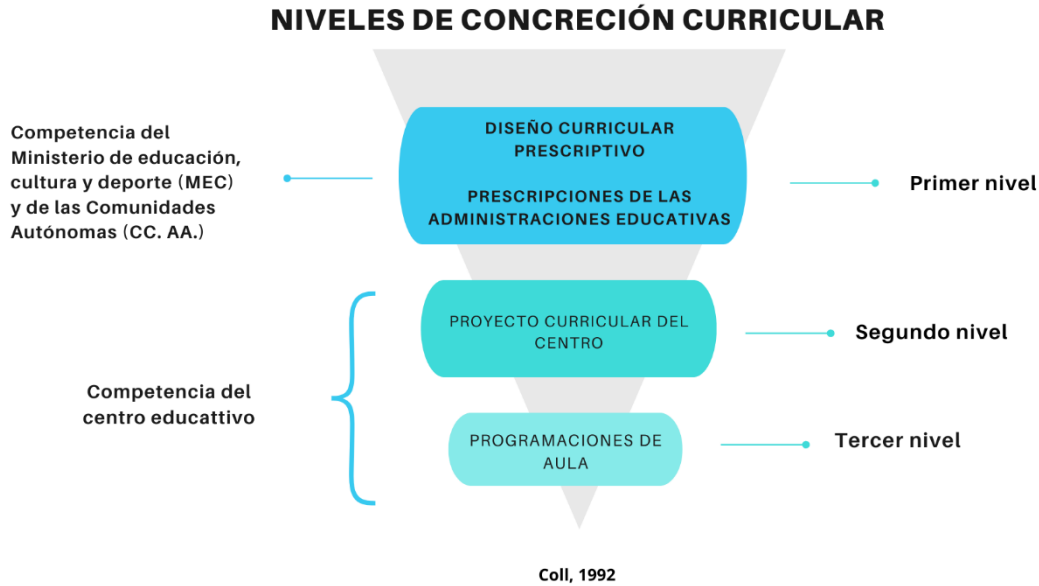 NIVELES DE CONCRECIÓN CURRICULAR
Competencia del
Ministerio de educación,
cultura y deporte (MEC)
y de las Comunidades
Autónomas (CC. AA.)
DISEÑO CURRICULAR
PRESCRIPTIVO
PRESCRIPCIONES DE LAS
ADMINISTRACIONES EDUCATIVAS
Primer nivel
PROYECTO CURRICULAR DEL
CENTRO
Segundo nivel
Competencia del
centro educattivo
PROGRAMACIONES DE
AULA
Tercer nivel
Coll, 1992